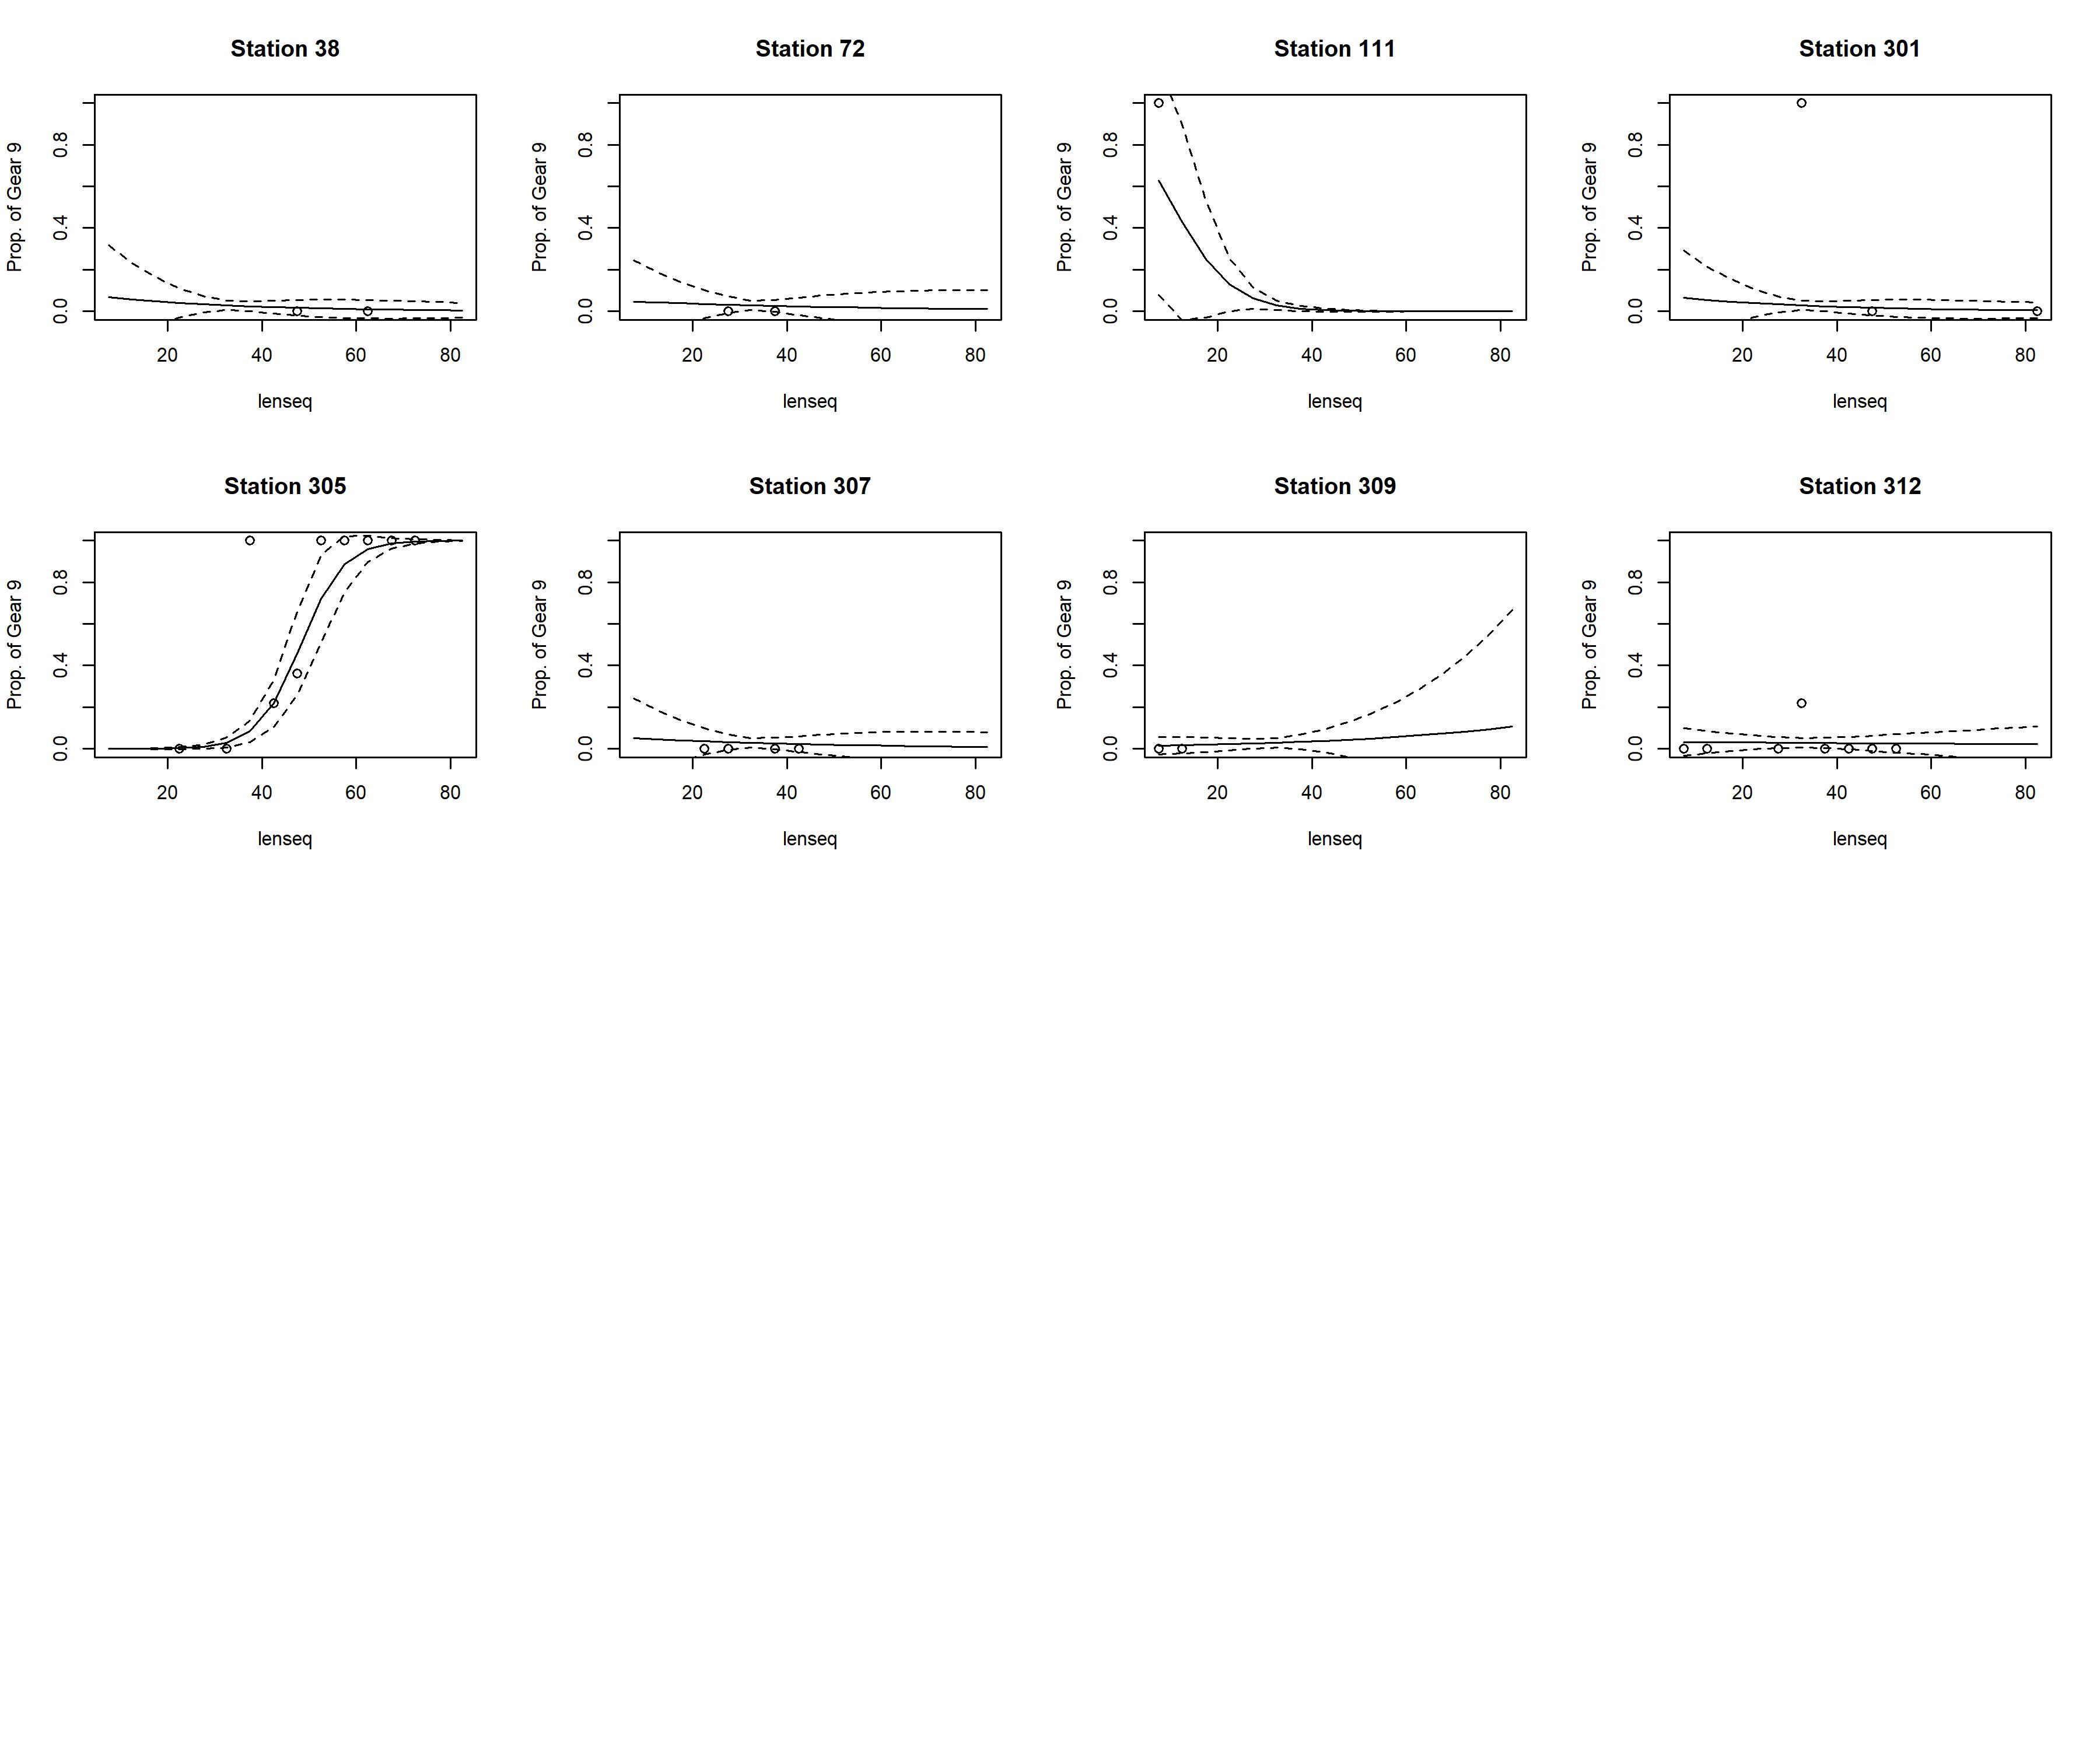 Station 38
Prop. of Gear 9
0.0 0.4 0.8
20 40 60 80
lenseq
Station 72
Prop. of Gear 9
0.0 0.4 0.8
20 40 60 80
lenseq
Station 111
Prop. of Gear 9
0.0 0.4 0.8
20 40 60 80
lenseq
Station 301
Prop. of Gear 9
0.0 0.4 0.8
20 40 60 80
lenseq
Station 305
Prop. of Gear 9
0.0 0.4 0.8
20 40 60 80
lenseq
Station 307
Prop. of Gear 9
0.0 0.4 0.8
20 40 60 80
lenseq
Station 309
Prop. of Gear 9
0.0 0.4 0.8
20 40 60 80
lenseq
Station 312
Prop. of Gear 9
0.0 0.4 0.8
20 40 60 80
lenseq